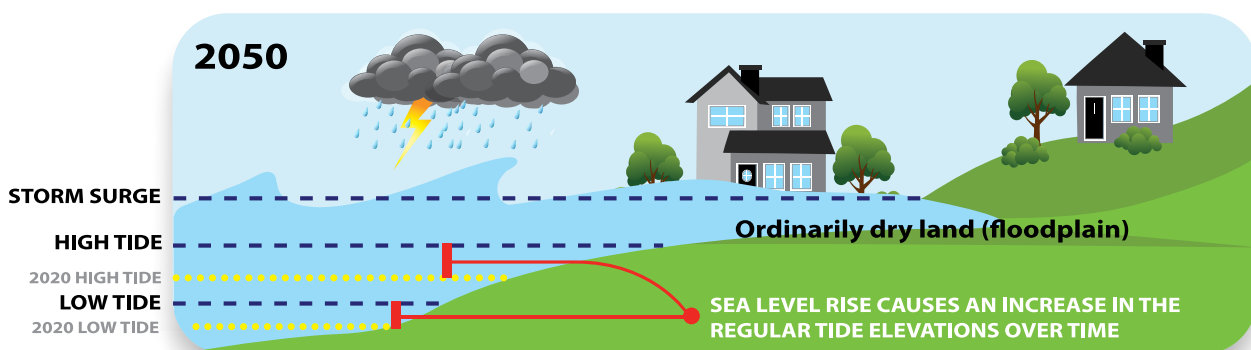 2050
STORM SURGE
HIGH TIDE
Ordinarily dry land (floodplain)
2020 HIGH TIDE
LOW TIDE
2020 LOW TIDE
SEA LEVEL RISE CAUSES AN INCREASE IN THE
REGULAR TIDE ELEVATIONS OVER TIME